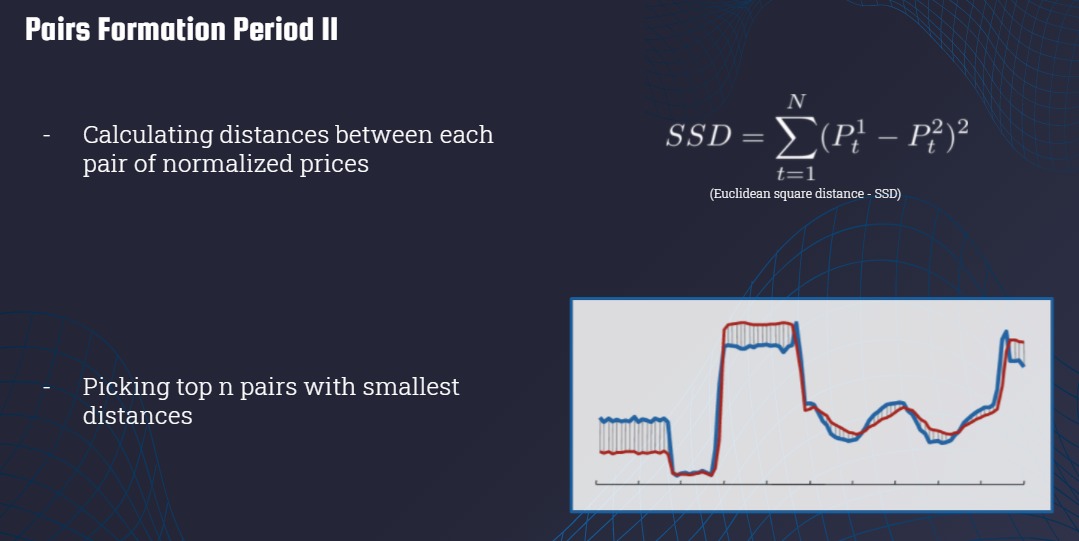 Pairs Formation Period II
- Calculating distances between each
pair of normalized prices
SSD = \sum_{t=1}^{N} (P_t^1 - P_t^2)^2
(Euclidean square distance - SSD)
- Picking top n pairs with smallest
distances